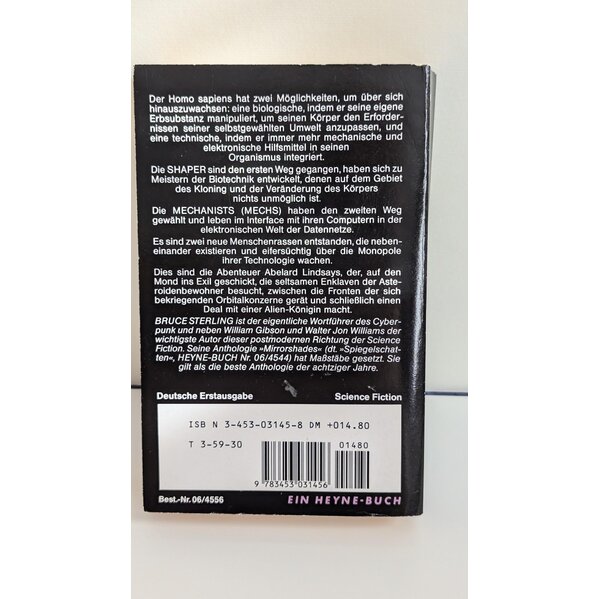 Der Homo sapiens hat zwei Möglichkeiten, um über sich
hinauszuwachsen: eine biologische, indem er seine eigene
Erbsubstanz manipuliert, um seinen Körper den Erforder-
nissen seiner selbstgewählten Umwelt anzupassen, und
eine technische, indem er immer mehr mechanische und
elektronische Hilfsmittel in seinen
Organismus integriert.
Die SHAPER sind den ersten Weg gegangen, haben sich zu
Meistern der Biotechnik entwickelt, denen auf dem Gebiet
des Kloning und der Veränderung des Körpers
nichts unmöglich ist.
Die MECHANISTS (MECHS) haben den zweiten Weg
gewählt und leben im Interface mit ihren Computern in der
elektronischen Welt der Datennetze.
Es sind zwei neue Menschenrassen entstanden, die neben-
einander existieren und eifersüchtig über die Monopole
ihrer Technologie wachen.
Dies sind die Abenteuer Abelard Lindsays, der, auf den
Mond ins Exil geschickt, die seltsamen Enklaven der Aste-
roidenbewohner besucht, zwischen die Fronten der sich
bekriegenden Orbitalkonzerne gerät und schließlich einen
Deal mit einer Alien-Königin macht.
BRUCE STERLING ist der eigentliche Wortführer des Cyber-
punk und neben William Gibson und Walter Jon Williams der
wichtigste Autor dieser postmodernen Richtung der Science
Fiction. Seine Anthologie »Mirrorshades« (dt. »Spiegelschat-
ten«, HEYNE-BUCH Nr. 06/4544) hat Maßstäbe gesetzt. Sie
gilt als die beste Anthologie der achtziger Jahre.
Deutsche Erstausgabe Science Fiction
ISBN 3-453-03145-8 DM +014.80
T 3-59-30 01480
9 783453 031456
Best.-Nr. 06/4556 EIN HEYNE-BUCH